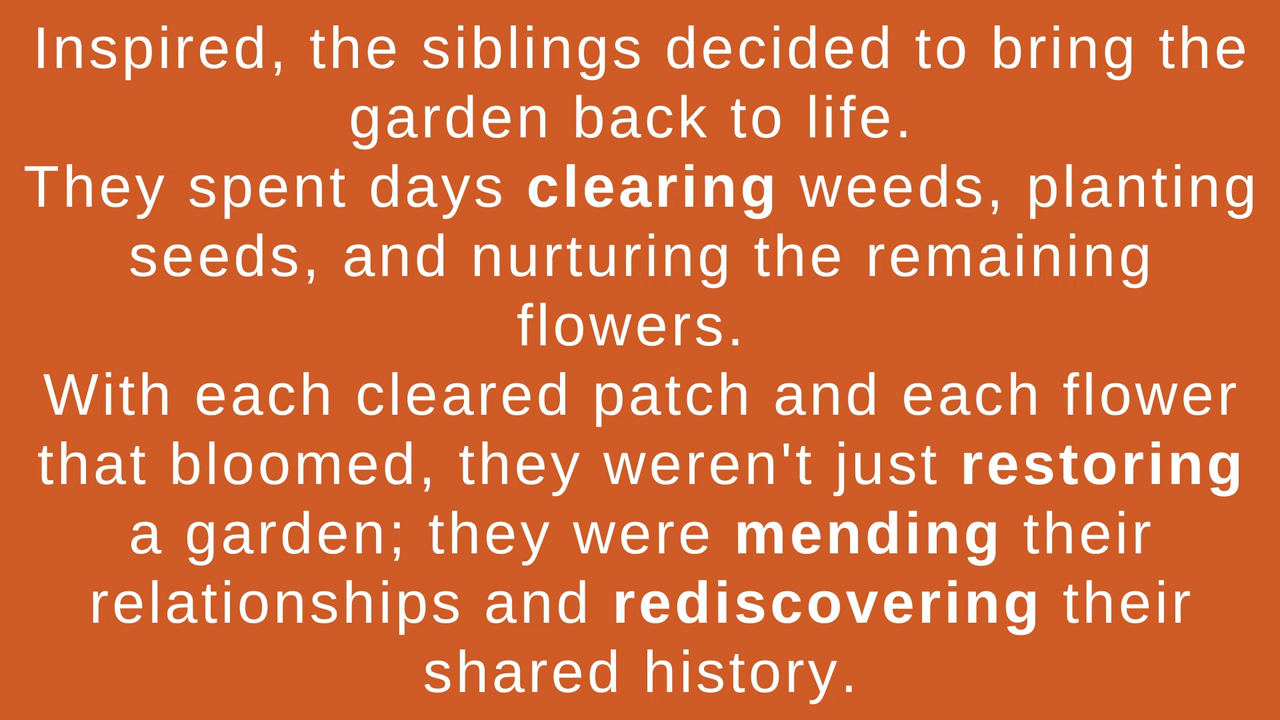 Inspired, the siblings decided to bring the
garden back to life.
They spent days clearing weeds, planting
seeds, and nurturing the remaining
flowers.
With each cleared patch and each flower
that bloomed, they weren't just restoring
a garden; they were mending their
relationships and rediscovering their
shared history.